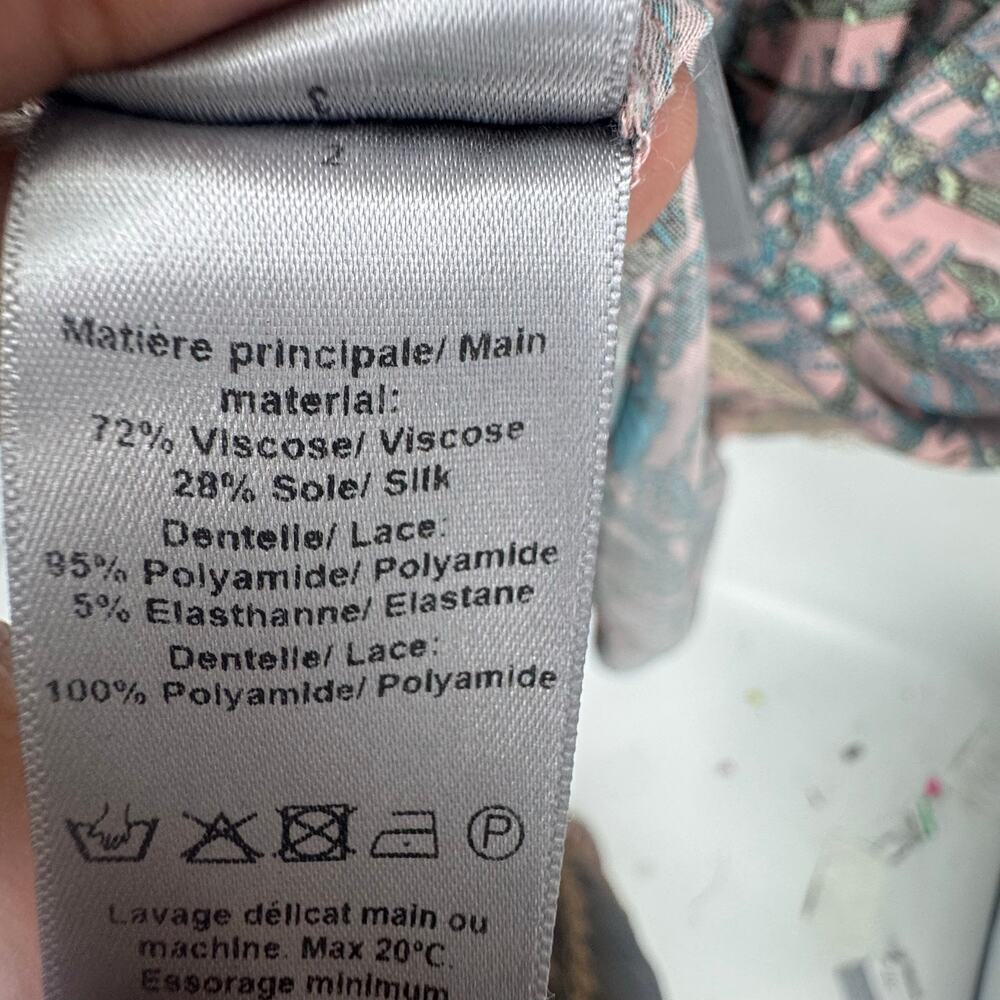 Matière principale/ Main
material:
72% Viscose/ Viscose
28% Soie/ Silk
Dentelle/ Lace:
95% Polyamide/ Polyamide
5% Elasthanne/ Elastane
Dentelle/ Lace:
100% Polyamide/ Polyamide
P
Lavage délicat main ou
machine. Max 20°C.
Essorage minimum